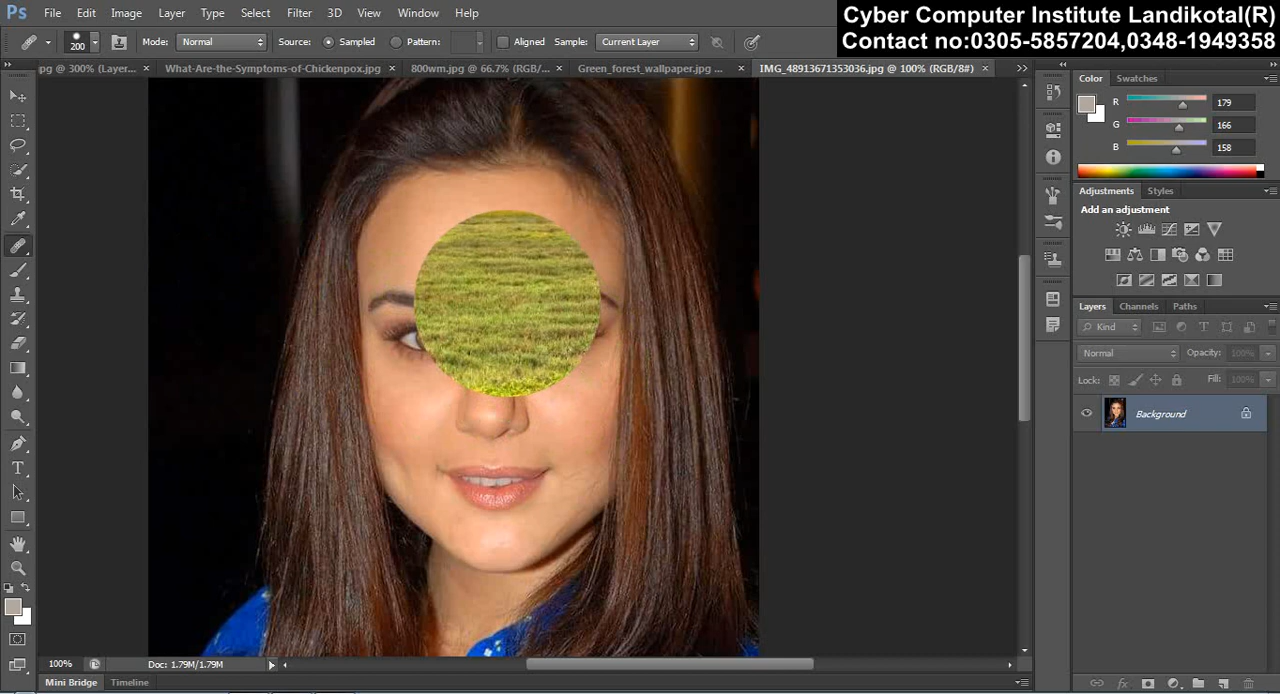 Ps File Edit Image Layer Type Select Filter 3D View Window Help
Cyber Computer Institute Landikotal(R)
Contact no:0305-5857204,0348-1949358
200 Mode: Normal Source: Sampled Pattern: Aligned Sample: Current Layer
jpg @ 300% (Layer... × What-Are-the-Symptoms-of-Chickenpox.jpg × 800wm.jpg @ 66.7% (RGB/... × Green_forest_wallpaper.jpg ... × IMG_48913671353036.jpg @ 100% (RGB/8#) ×
Color Swatches
R 179
G 166
B 158
Adjustments Styles
Add an adjustment
Layers Channels Paths
Kind
Normal Opacity: 100%
Lock: Fill: 100%
Background
100% Doc: 1.79M/1.79M
Mini Bridge Timeline